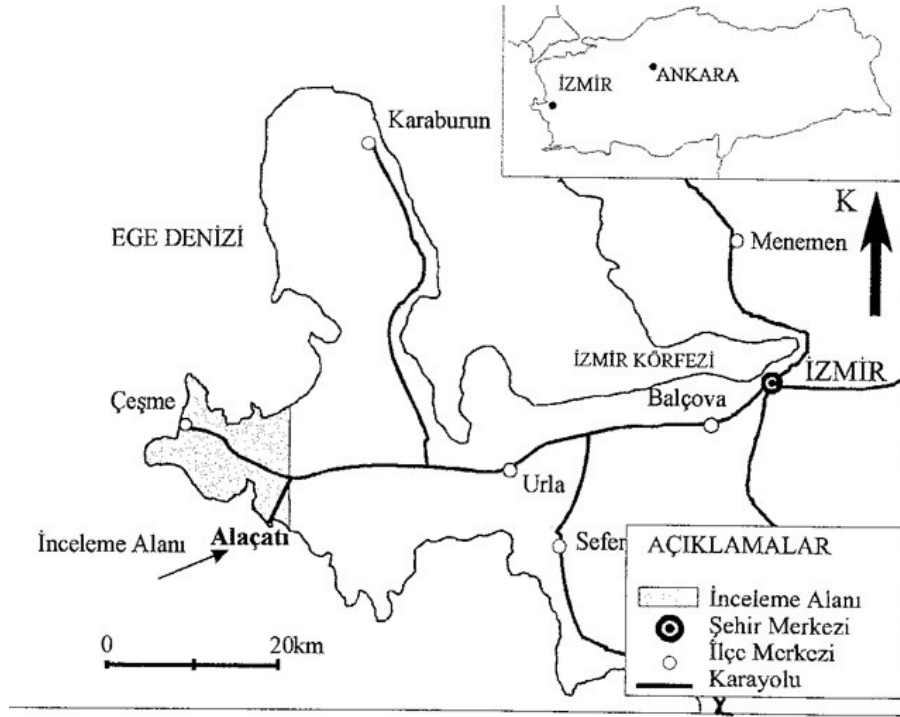 ANKARA
İZMİR
Karaburun
K
EGE DENİZİ
Menemen
İZMİR KÖRFEZİ
İZMİR
Çeşme
Balçova
Urla
İnceleme Alanı
Alaçatı
Sefer
AÇIKLAMALAR
İnceleme Alanı
Şehir Merkezi
İlçe Merkezi
Karayolu
0
20km